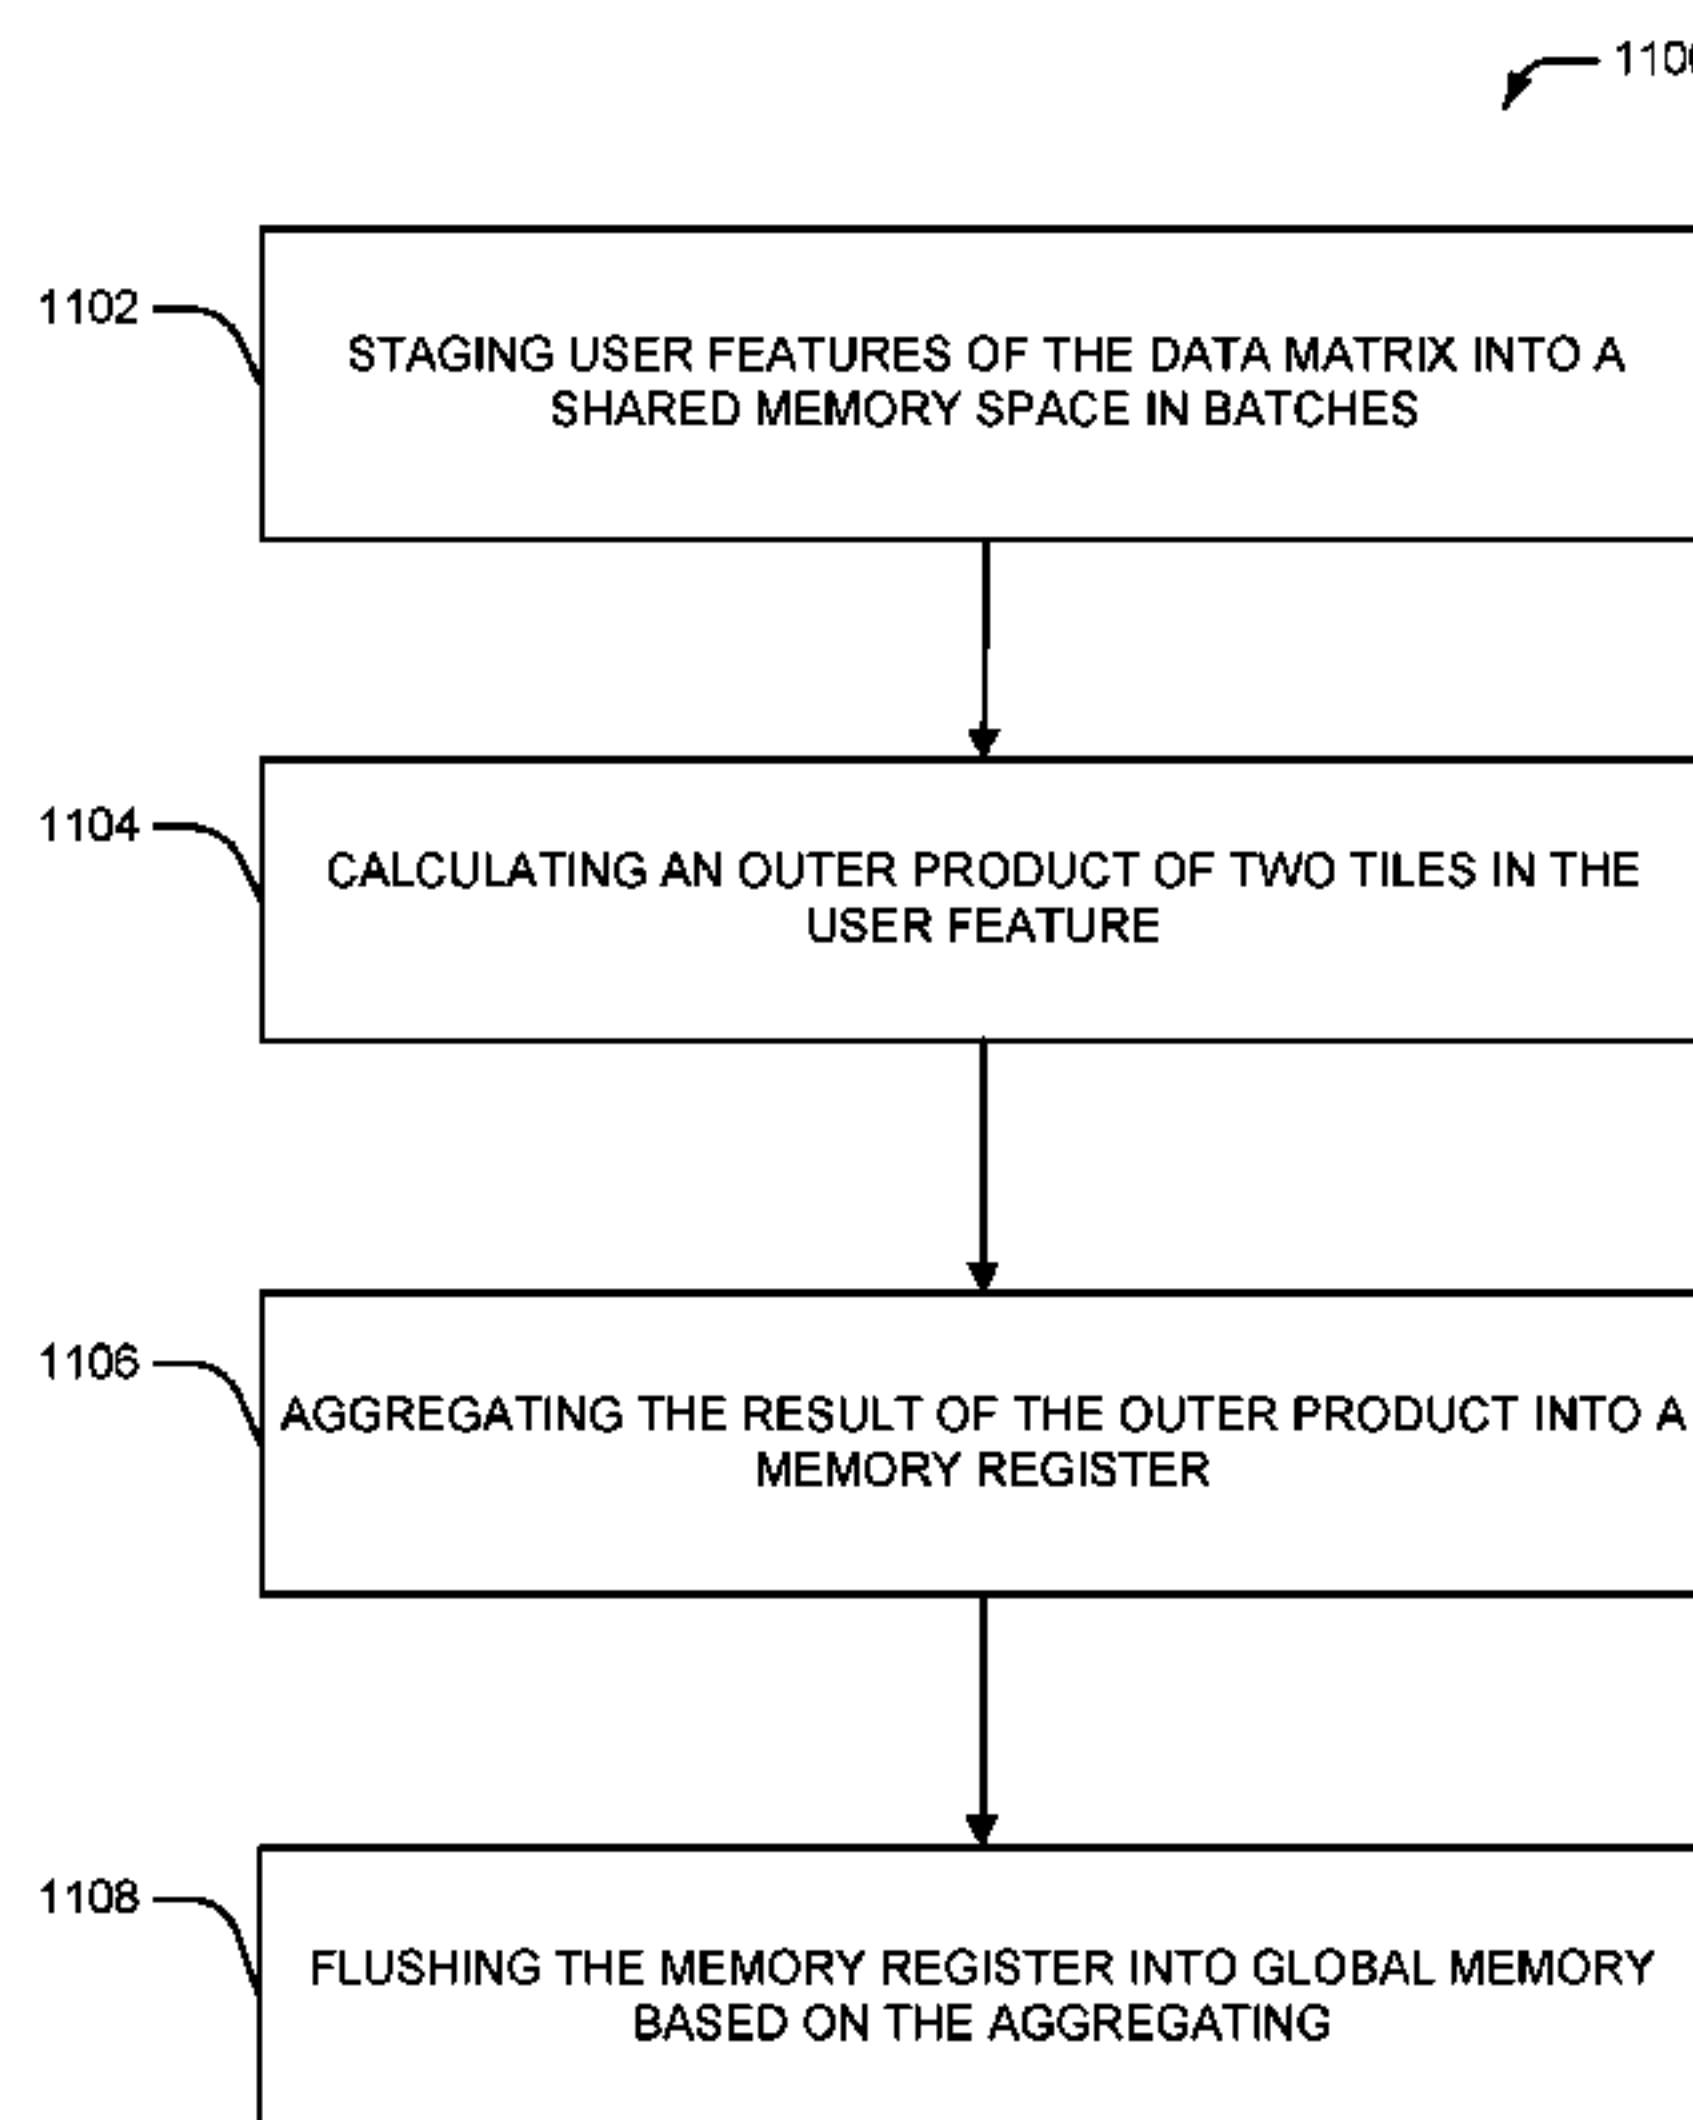 1102
STAGING USER FEATURES OF THE DATA MATRIX INTO A
SHARED MEMORY SPACE IN BATCHES
1104
CALCULATING AN OUTER PRODUCT OF TWO TILES IN THE
USER FEATURE
1106
AGGREGATING THE RESULT OF THE OUTER PRODUCT INTO A
MEMORY REGISTER
1108
FLUSHING THE MEMORY REGISTER INTO GLOBAL MEMORY
BASED ON THE AGGREGATING